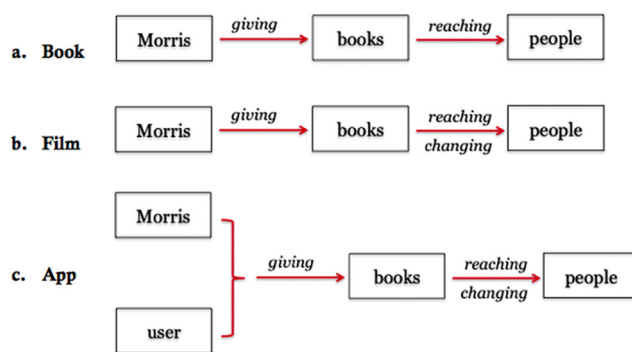 giving reaching
a. Book Morris books people
giving reaching
b. Film Morris books people
changing
Morris
giving reaching
c. App books people
changing
user